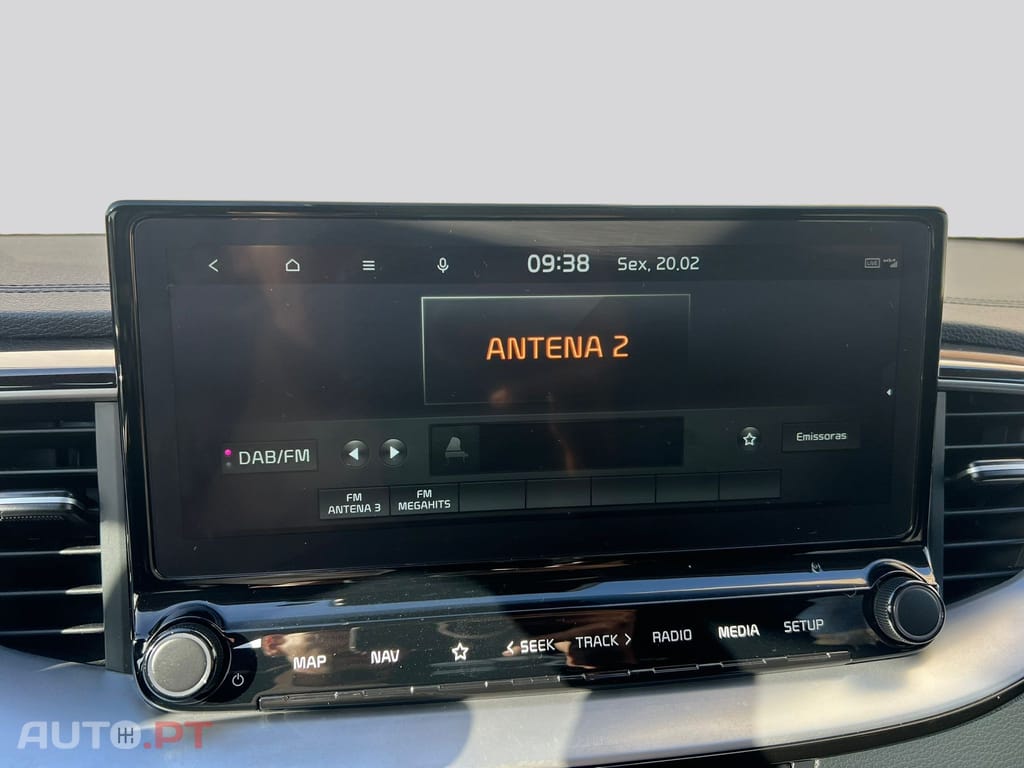 09:38 Sex, 20.02
LIVE
ANTENA 2
DAB/FM
Emissoras
FM
ANTENA 3
FM
MEGAHITS
MAP
NAV
< SEEK
TRACK >
RADIO
MEDIA
SETUP
AUTO.PT